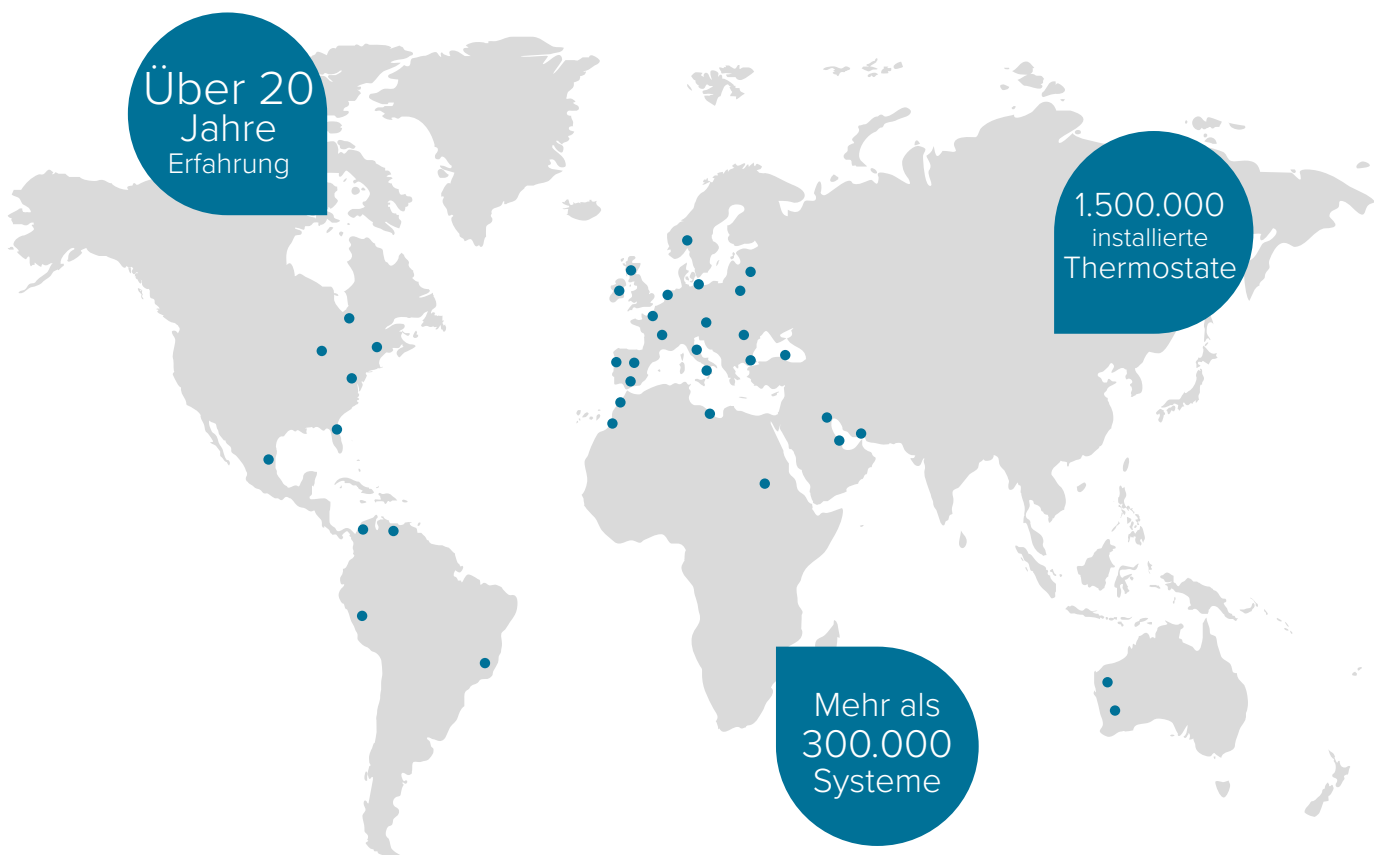 Über 20
Jahre
Erfahrung
1.500.000
installierte
Thermostate
Mehr als
300.000
Systeme